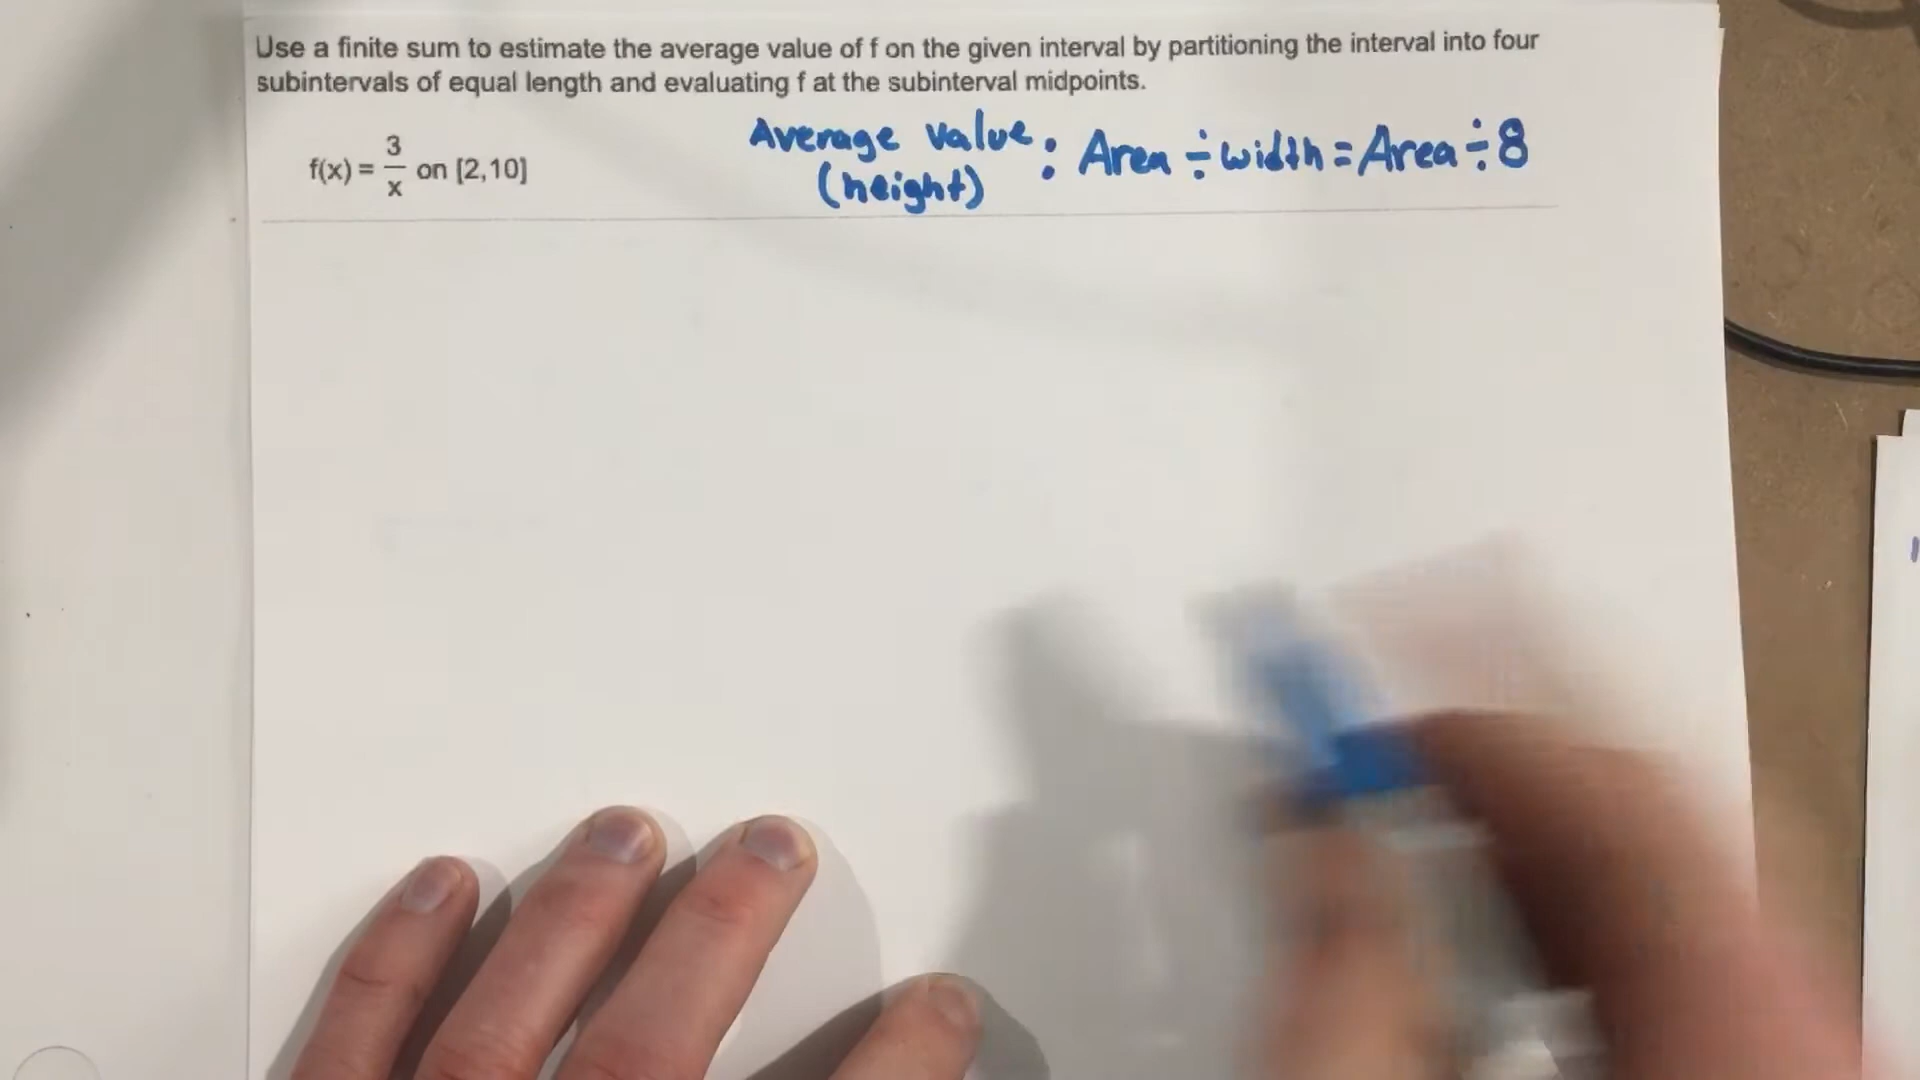 Use a finite sum to estimate the average value of f on the given interval by partitioning the interval into four
subintervals of equal length and evaluating f at the subinterval midpoints.
f(x) = 3/x on [2,10]
Average value : Area ÷ width = Area ÷ 8
(height)